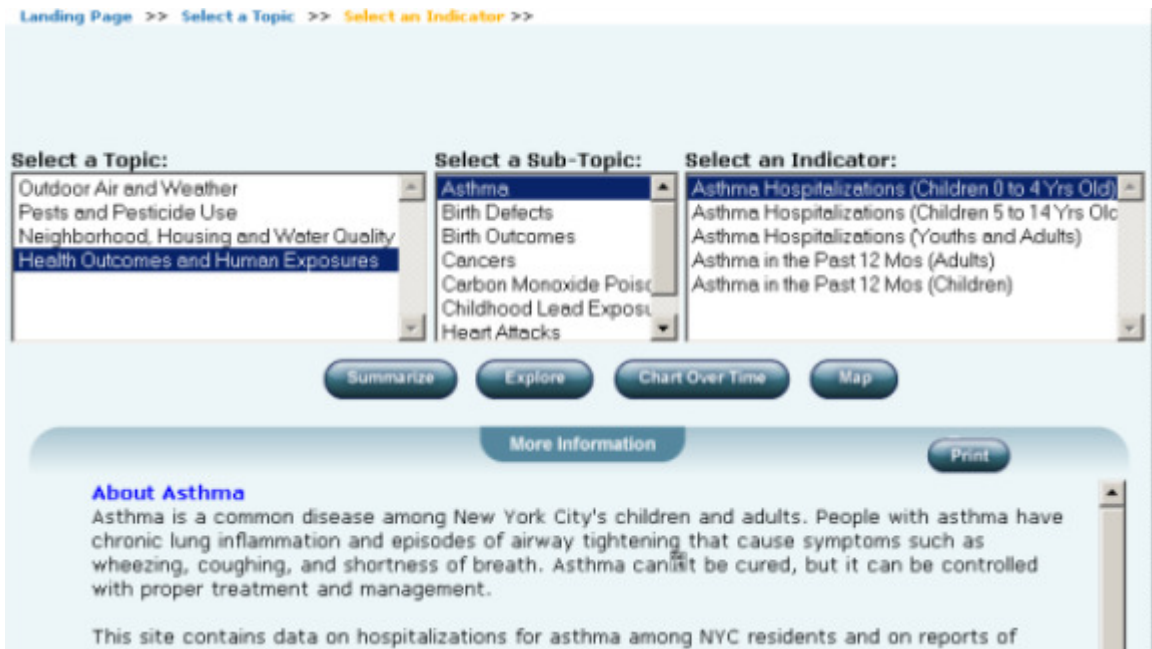 Landing Page >> Select a Topic >> Select an Indicator >>
Select a Topic:
Outdoor Air and Weather
Pests and Pesticide Use
Neighborhood, Housing and Water Quality
Health Outcomes and Human Exposures
Select a Sub-Topic:
Asthma
Birth Defects
Birth Outcomes
Cancers
Carbon Monoxide Poisc
Childhood Lead Exposu
Heart Attacks
Select an Indicator:
Asthma Hospitalizations (Children 0 to 4 Yrs Old)
Asthma Hospitalizations (Children 5 to 14 Yrs Olc
Asthma Hospitalizations (Youths and Adults)
Asthma in the Past 12 Mos (Adults)
Asthma in the Past 12 Mos (Children)
Summarize Explore Chart Over Time Map
More Information
Print
About Asthma
Asthma is a common disease among New York City's children and adults. People with asthma have
chronic lung inflammation and episodes of airway tightening that cause symptoms such as
wheezing, coughing, and shortness of breath. Asthma can't be cured, but it can be controlled
with proper treatment and management.
This site contains data on hospitalizations for asthma among NYC residents and on reports of